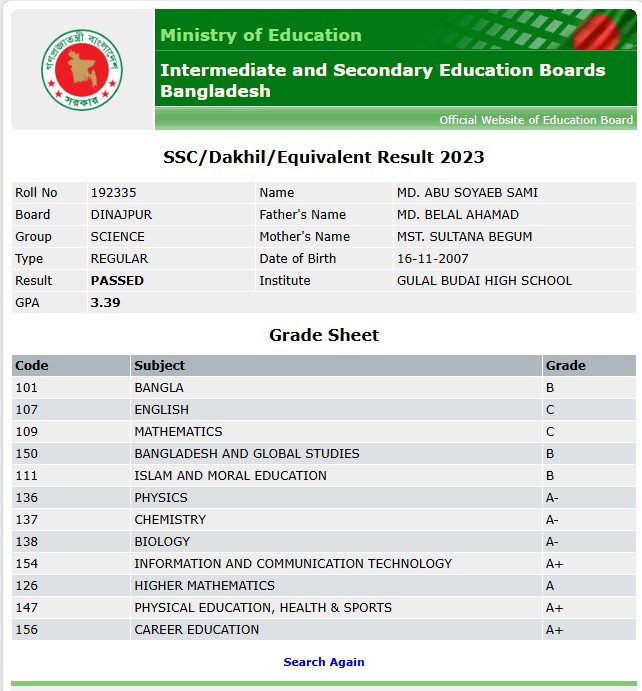 গণপ্রজাতন্ত্রী বাংলাদেশ
সরকার
Ministry of Education
Intermediate and Secondary Education Boards
Bangladesh
Official Website of Education Board
SSC/Dakhil/Equivalent Result 2023
Roll No 192335 Name MD. ABU SOYAEB SAMI
Board DINAJPUR Father's Name MD. BELAL AHAMAD
Group SCIENCE Mother's Name MST. SULTANA BEGUM
Type REGULAR Date of Birth 16-11-2007
Result PASSED Institute GULAL BUDAI HIGH SCHOOL
GPA 3.39
Grade Sheet
Code Subject Grade
101 BANGLA B
107 ENGLISH C
109 MATHEMATICS C
150 BANGLADESH AND GLOBAL STUDIES B
111 ISLAM AND MORAL EDUCATION B
136 PHYSICS A-
137 CHEMISTRY A-
138 BIOLOGY A-
154 INFORMATION AND COMMUNICATION TECHNOLOGY A+
126 HIGHER MATHEMATICS A
147 PHYSICAL EDUCATION, HEALTH & SPORTS A+
156 CAREER EDUCATION A+
Search Again